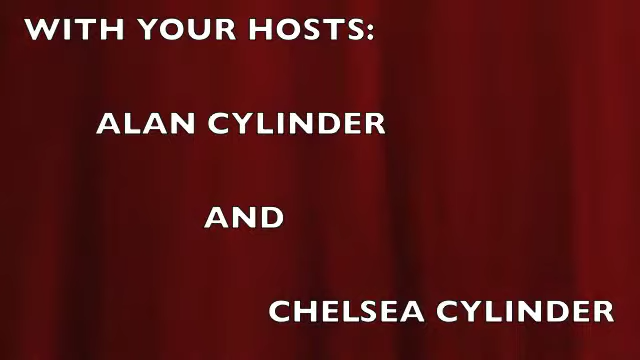 WITH YOUR HOSTS:
ALAN CYLINDER
AND
CHELSEA CYLINDER